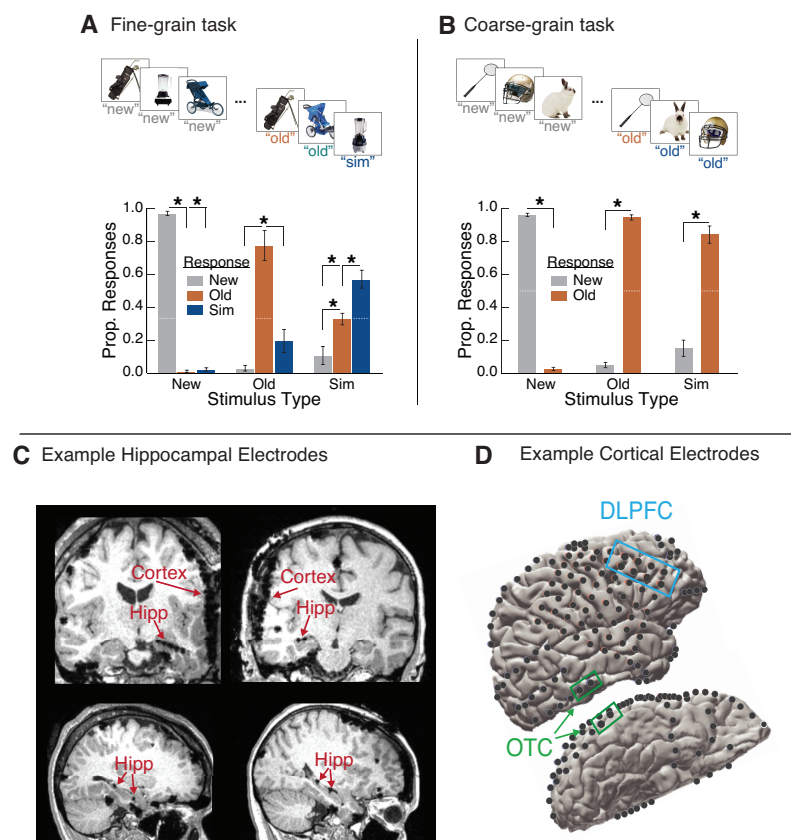 A Fine-grain task
"new"
"new"
"new"
...
"old"
"old"
"sim"
Prop. Responses
1.0
0.8
0.6
0.4
0.2
0.0
* *
*
* *
*
Response
New
Old
Sim
New Old Sim
Stimulus Type
B Coarse-grain task
"new"
"new"
"new"
...
"old"
"old"
"old"
Prop. Responses
1.0
0.8
0.6
0.4
0.2
0.0
*
*
*
Response
New
Old
New Old Sim
Stimulus Type
C Example Hippocampal Electrodes
Cortex
Hipp
Cortex
Hipp
Hipp
Hipp
D Example Cortical Electrodes
DLPFC
OTC